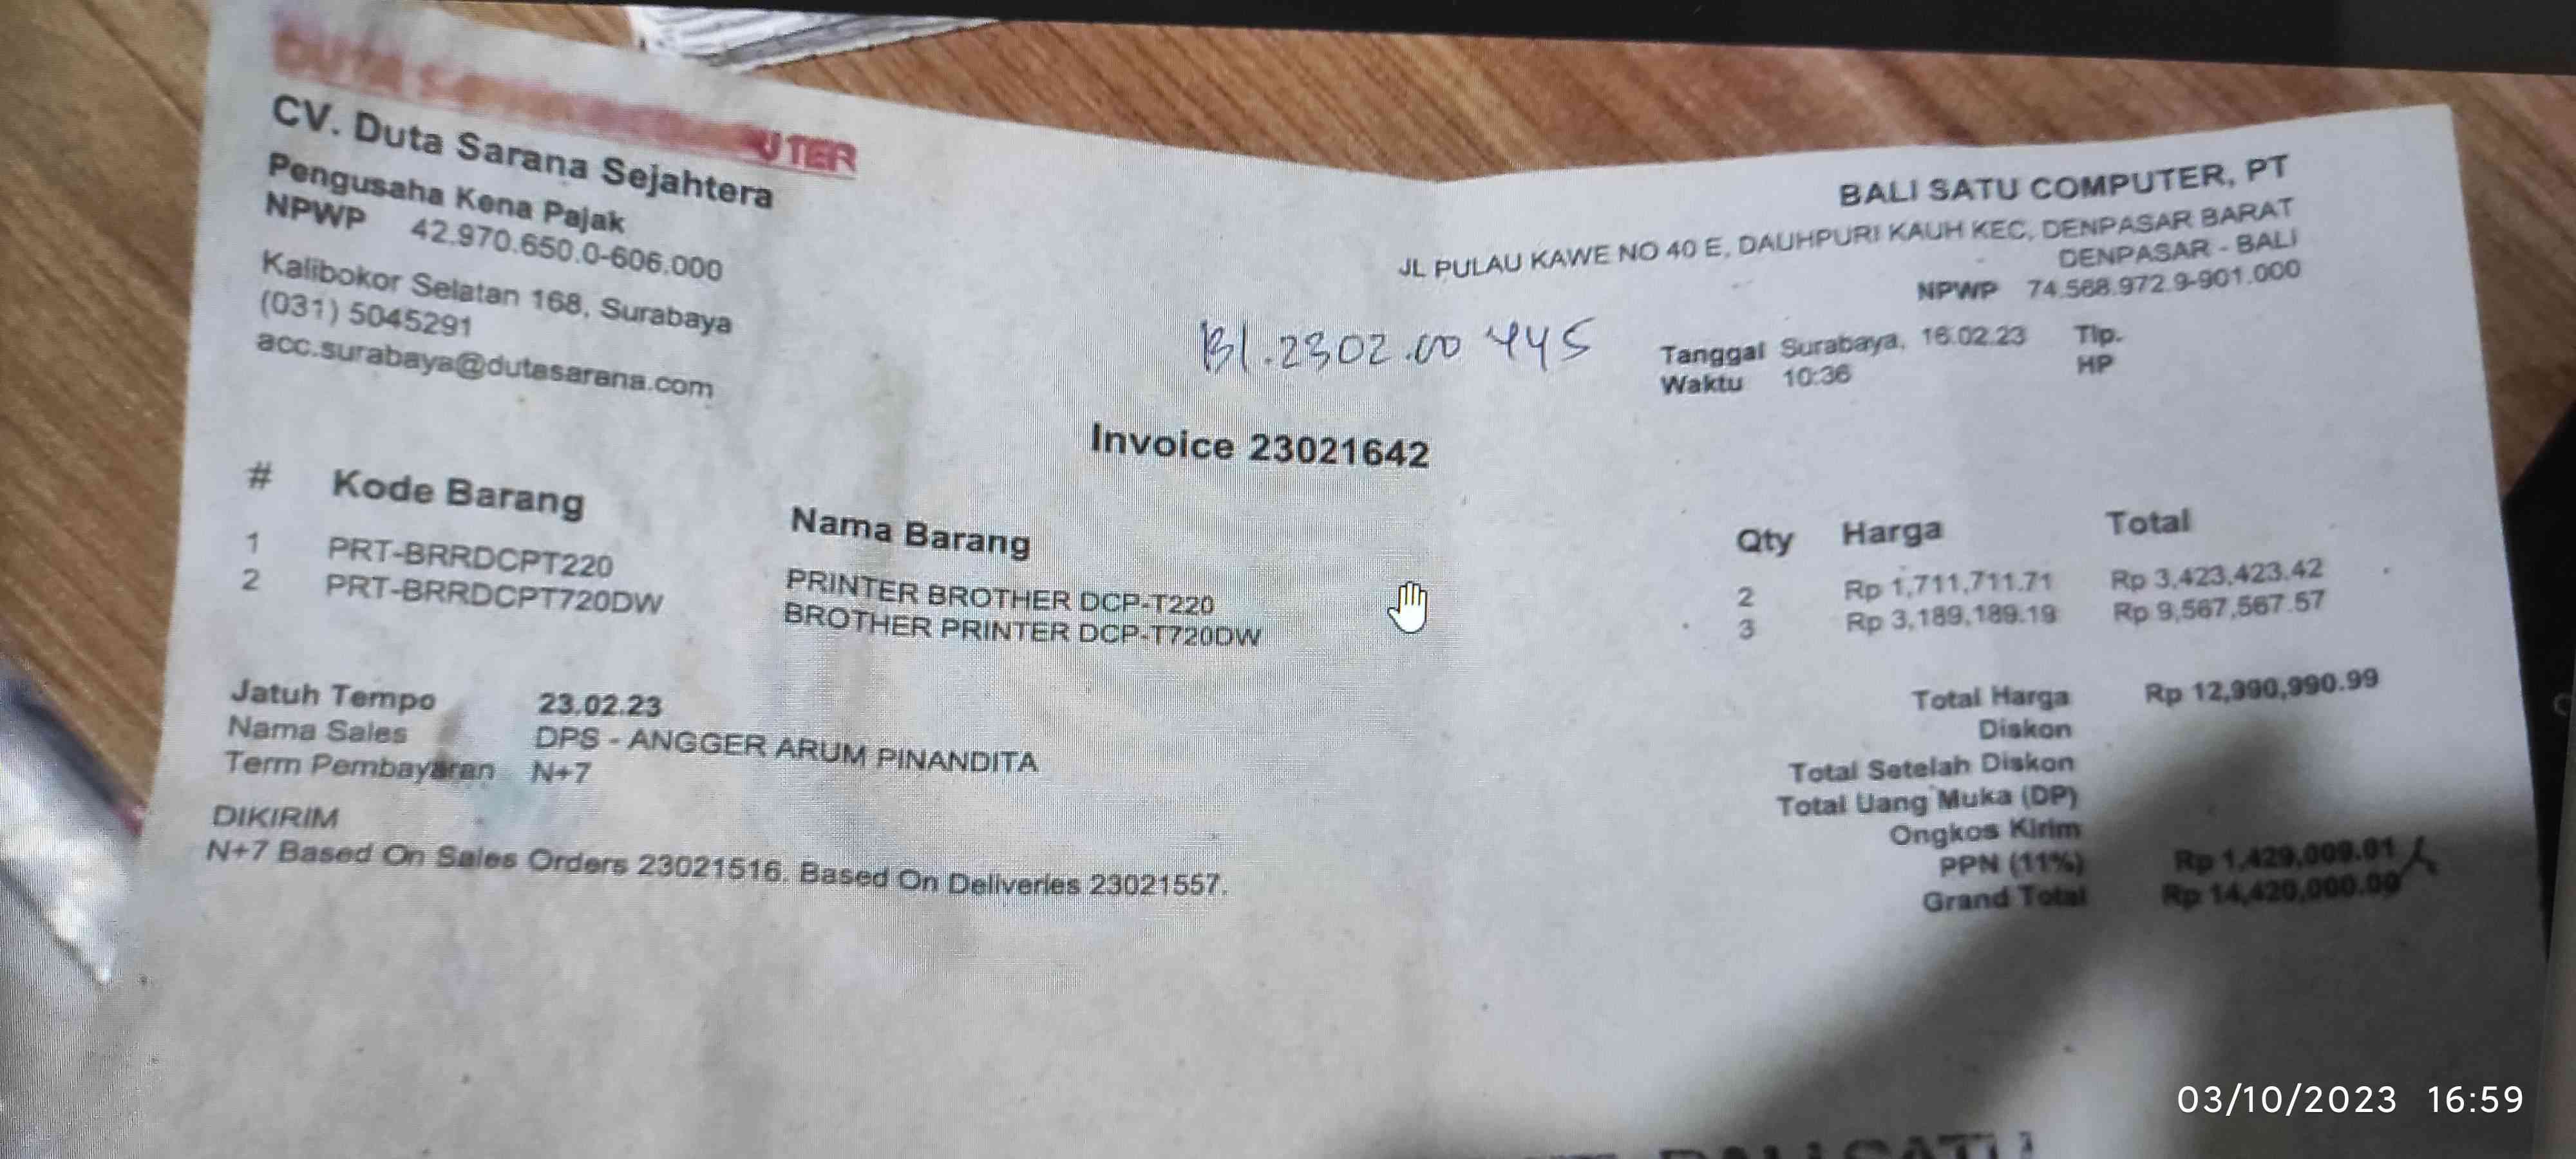 UTER
CV. Duta Sarana Sejahtera
Pengusaha Kena Pajak
NPWP 42.970.650.0-606.000
Kalibokor Selatan 168, Surabaya
(031) 5045291
acc.surabaya@dutasarana.com
BALI SATU COMPUTER, PT
JL PULAU KAWE NO 40 E, DAUHPURI KAUH KEC, DENPASAR BARAT
DENPASAR - BALI
NPWP 74.568.972.9-901.000
Bl.2302.00445
Tanggal Surabaya, 16.02.23 Tlp.
Waktu 10:36 HP
Invoice 23021642
# Kode Barang Nama Barang Qty Harga Total
1 PRT-BRRDCPT220 PRINTER BROTHER DCP-T220 2 Rp 1,711,711.71 Rp 3,423,423.42
2 PRT-BRRDCPT720DW BROTHER PRINTER DCP-T720DW 3 Rp 3,189,189.19 Rp 9,567,567.57
Jatuh Tempo 23.02.23
Nama Sales DPS - ANGGER ARUM PINANDITA
Term Pembayaran N+7
DIKIRIM
N+7 Based On Sales Orders 23021516. Based On Deliveries 23021557.
Total Harga Rp 12,990,990.99
Diskon
Total Setelah Diskon
Total Uang Muka (DP)
Ongkos Kirim
PPN (11%) Rp 1,429,009.01
Grand Total Rp 14,420,000.00
03/10/2023 16:59